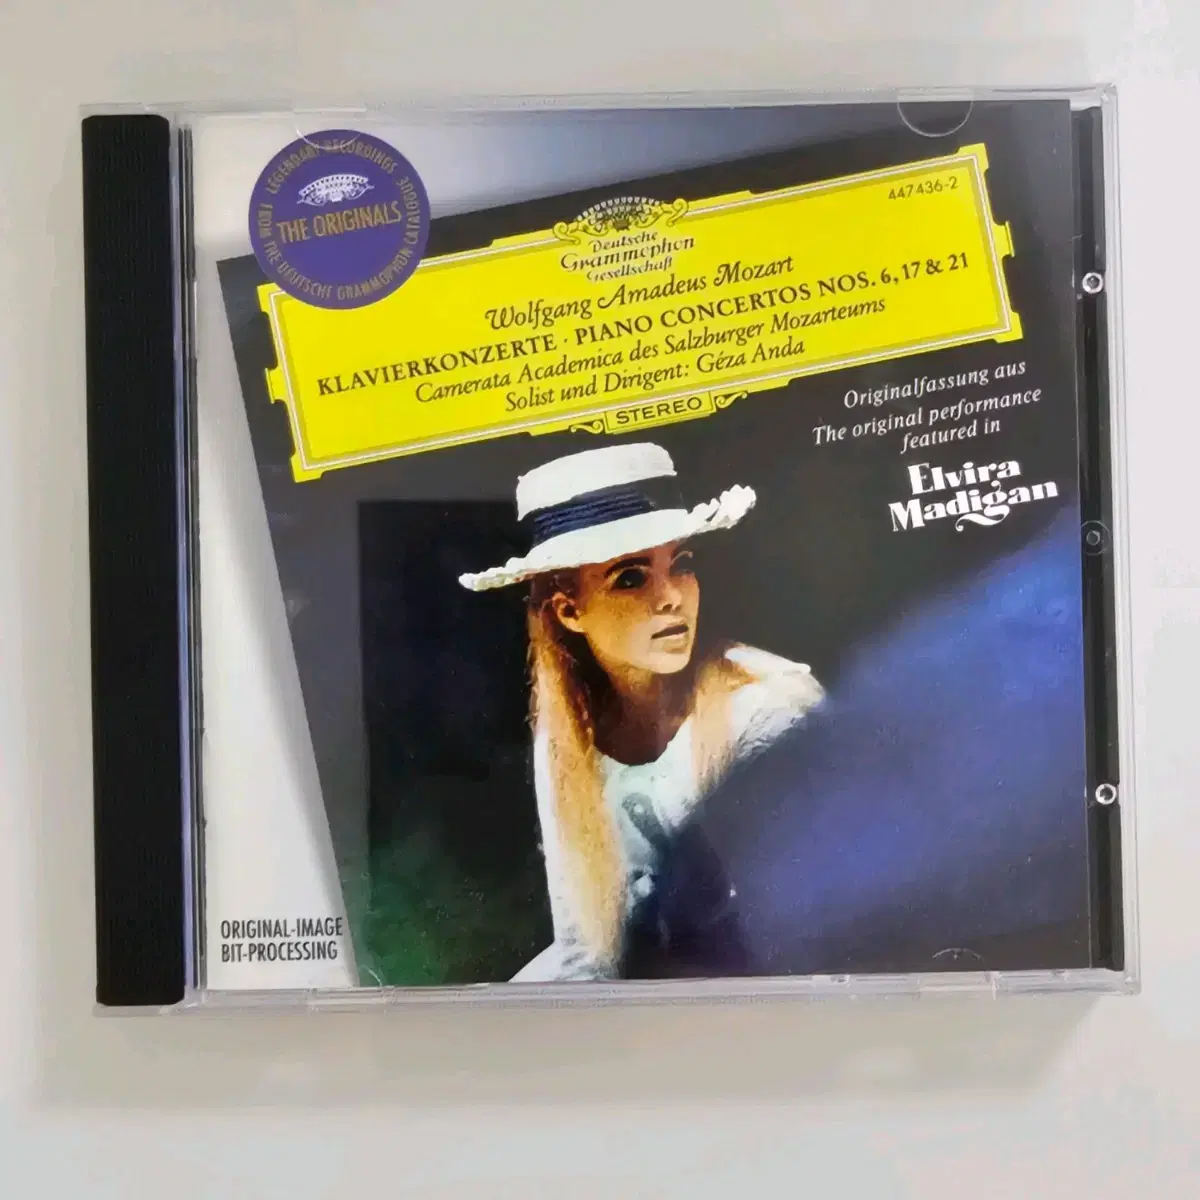 LEGENDARY RECORDINGS
FROM THE DEUTSCHE GRAMMOPHON CATALOGUE
THE ORIGINALS
447 436-2
Deutsche
Grammophon
Gesellschaft
Wolfgang Amadeus Mozart
KLAVIERKONZERTE · PIANO CONCERTOS NOS. 6, 17 & 21
Camerata Academica des Salzburger Mozarteums
Solist und Dirigent: Géza Anda
STEREO
Originalfassung aus
The original performance
featured in
Elvira
Madigan
ORIGINAL-IMAGE
BIT-PROCESSING